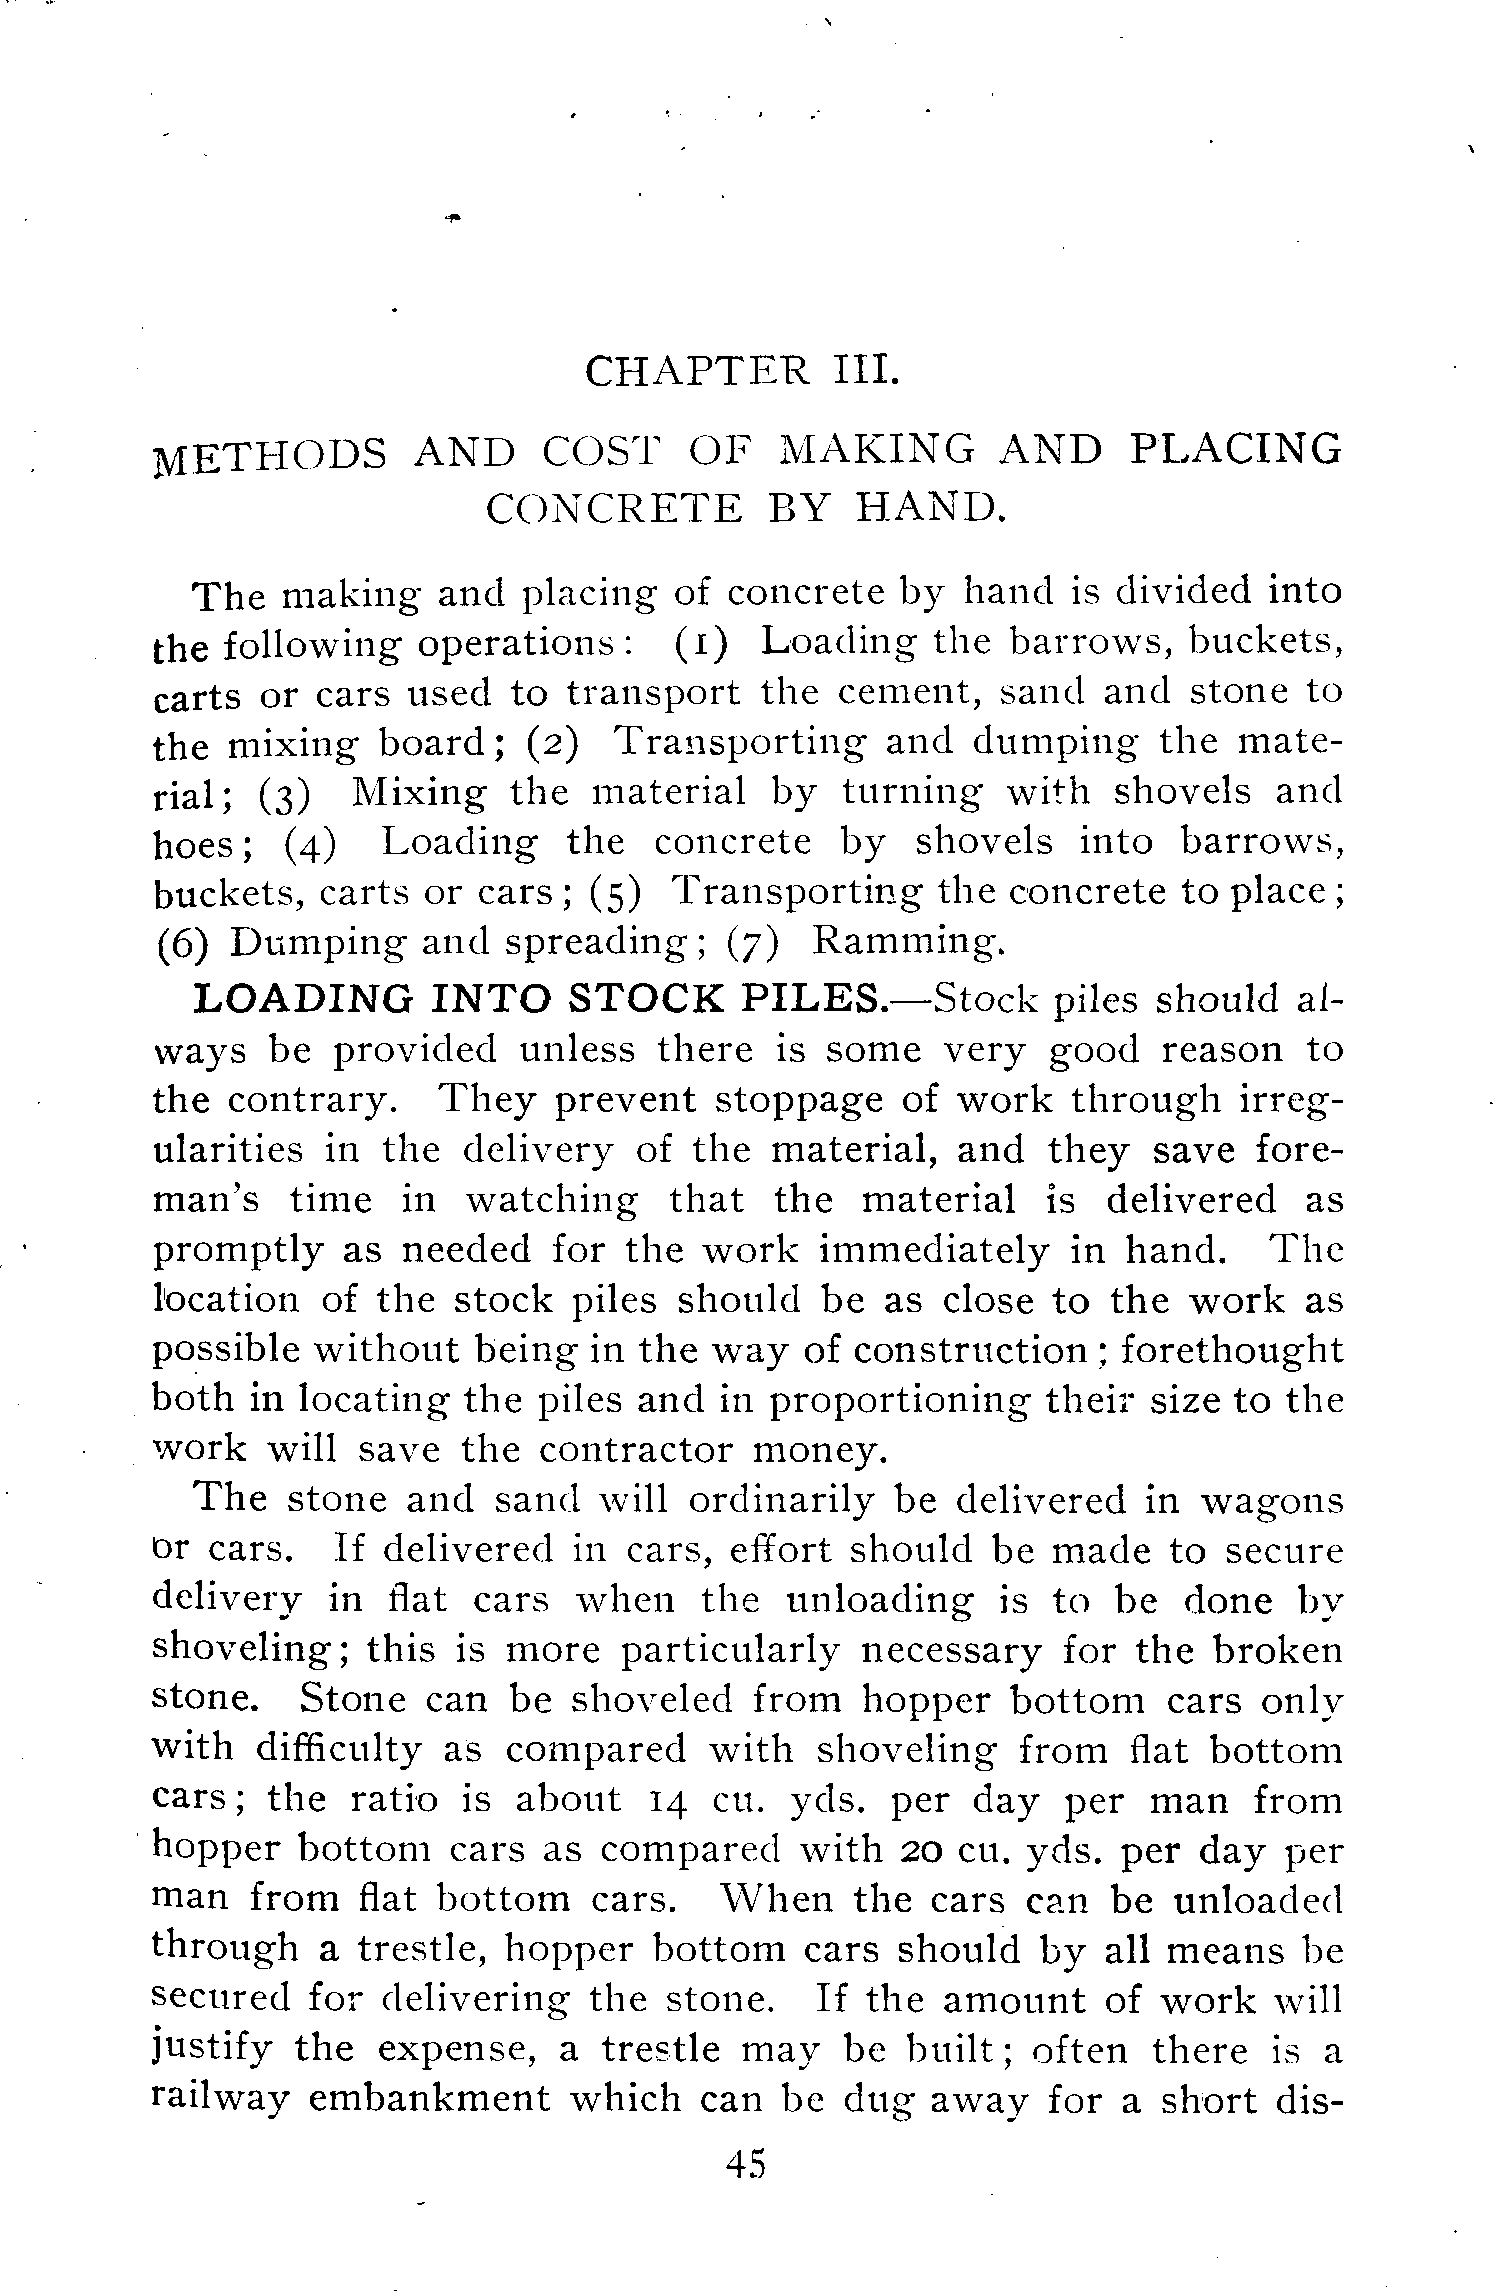 CHAPTER III.
METHODS AND COST OF MAKING AND PLACING
CONCRETE BY HAND.
The making and placing of concrete by hand is divided into
the following operations: (1) Loading the barrows, buckets,
carts or cars used to transport the cement, sand and stone to
the mixing board; (2) Transporting and dumping the mate-
rial; (3) Mixing the material by turning with shovels and
hoes; (4) Loading the concrete by shovels into barrows,
buckets, carts or cars; (5) Transporting the concrete to place;
(6) Dumping and spreading; (7) Ramming.
LOADING INTO STOCK PILES.—Stock piles should al-
ways be provided unless there is some very good reason to
the contrary. They prevent stoppage of work through irreg-
ularities in the delivery of the material, and they save fore-
man's time in watching that the material is delivered as
promptly as needed for the work immediately in hand. The
location of the stock piles should be as close to the work as
possible without being in the way of construction; forethought
both in locating the piles and in proportioning their size to the
work will save the contractor money.
The stone and sand will ordinarily be delivered in wagons
or cars. If delivered in cars, effort should be made to secure
delivery in flat cars when the unloading is to be done by
shoveling; this is more particularly necessary for the broken
stone. Stone can be shoveled from hopper bottom cars only
with difficulty as compared with shoveling from flat bottom
cars; the ratio is about 14 cu. yds. per day per man from
hopper bottom cars as compared with 20 cu. yds. per day per
man from flat bottom cars. When the cars can be unloaded
through a trestle, hopper bottom cars should by all means be
secured for delivering the stone. If the amount of work will
justify the expense, a trestle may be built; often there is a
railway embankment which can be dug away for a short dis-
45